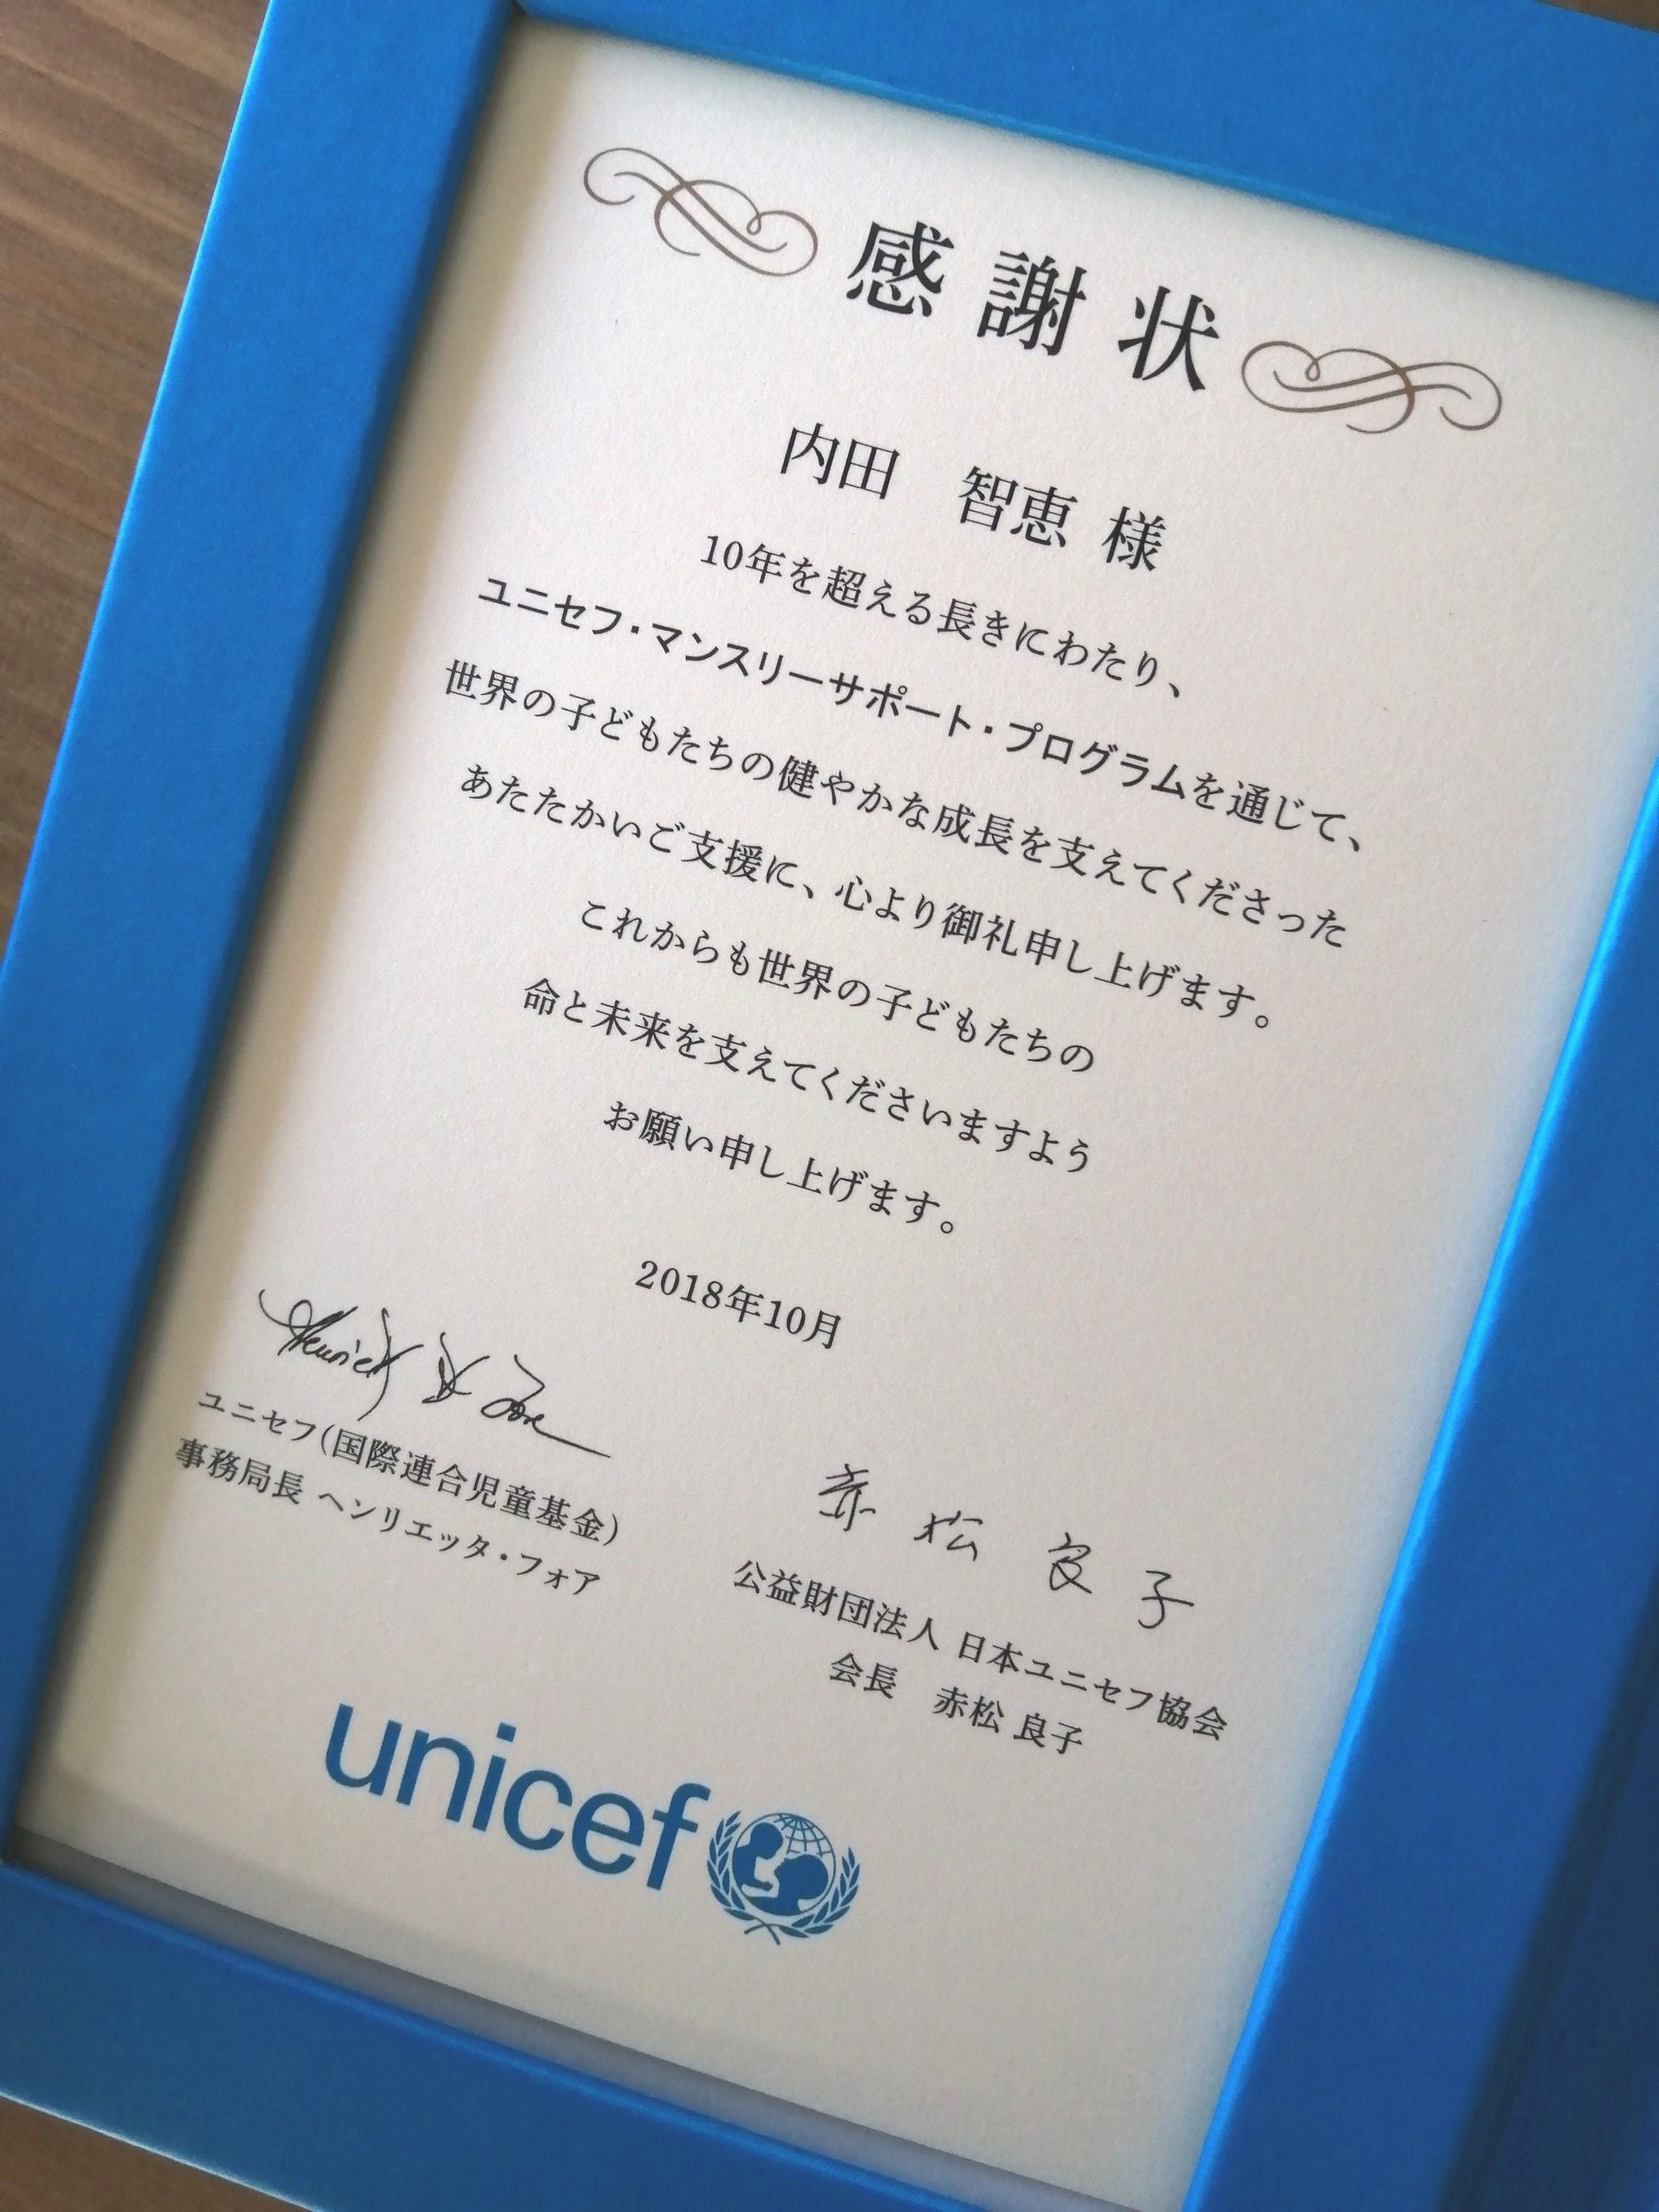 感謝状
内田　智恵 様
10年を超える長きにわたり、
ユニセフ・マンスリーサポート・プログラムを通じて、
世界の子どもたちの健やかな成長を支えてくださった
あたたかいご支援に、心より御礼申し上げます。
これからも世界の子どもたちの
命と未来を支えてくださいますよう
お願い申し上げます。
2018年10月
ユニセフ(国際連合児童基金)
事務局長 ヘンリエッタ・フォア
赤松良子
公益財団法人 日本ユニセフ協会
会長　赤松 良子
unicef